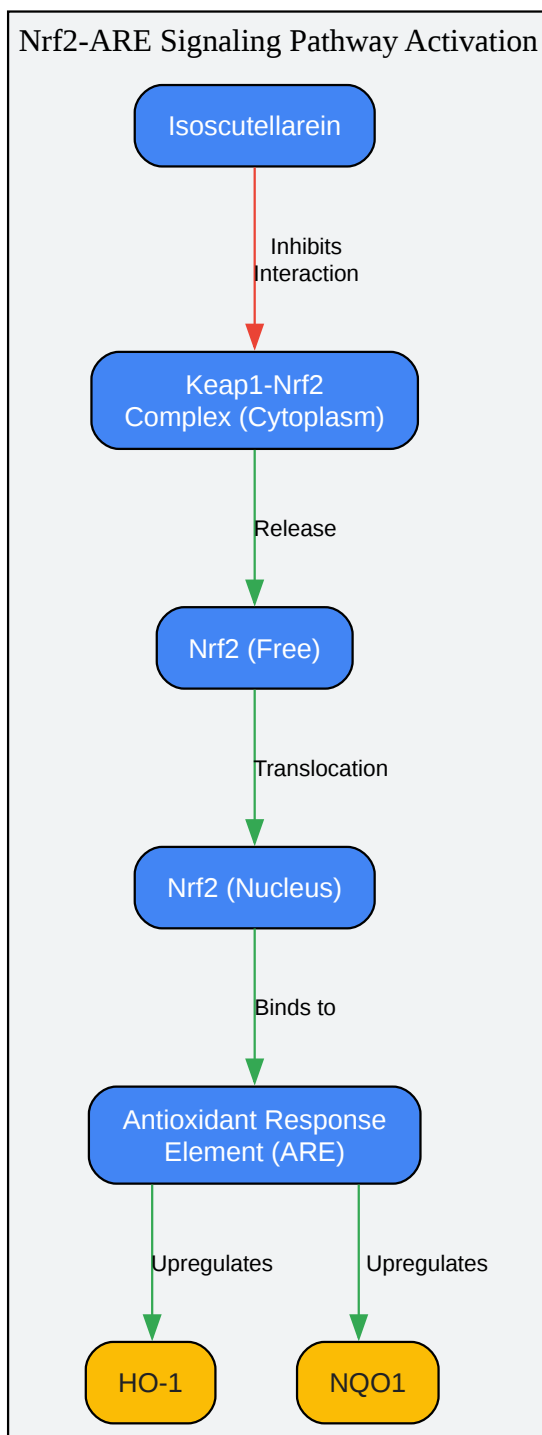 Nrf2-ARE Signaling Pathway Activation
Isoscutellarein
Inhibits
Interaction
Keap1-Nrf2
Complex (Cytoplasm)
Release
Nrf2 (Free)
Translocation
Nrf2 (Nucleus)
Binds to
Antioxidant Response
Element (ARE)
Upregulates
Upregulates
HO-1
NQO1